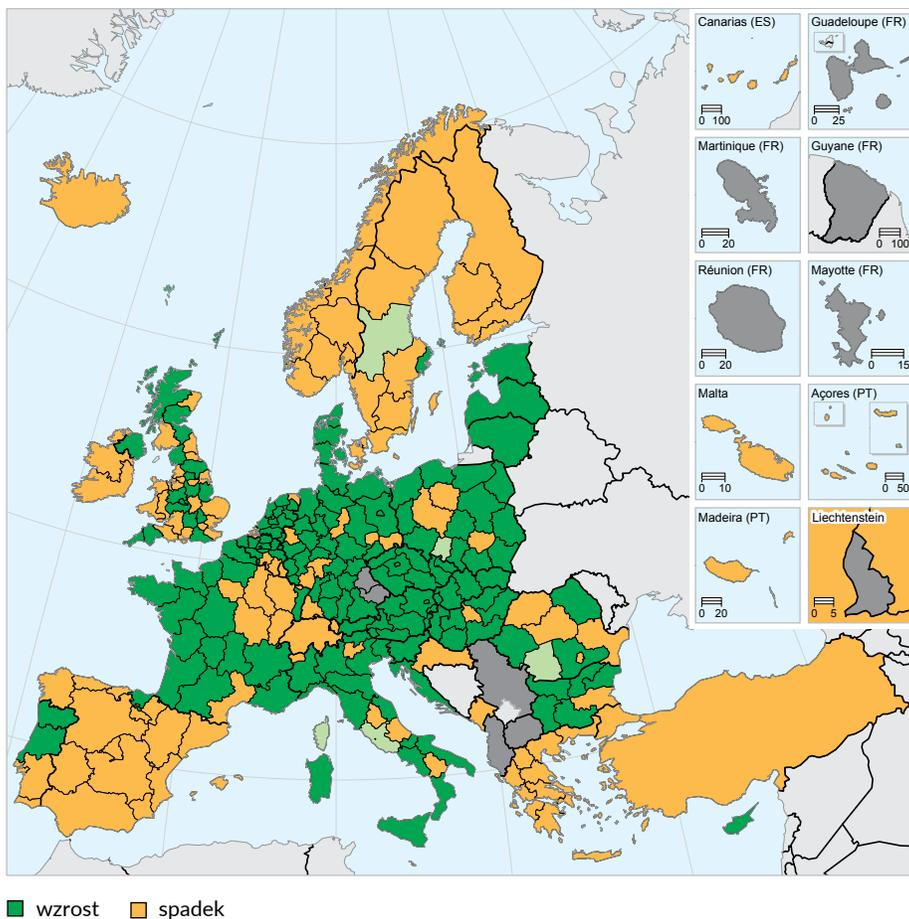 Canarias (ES)
0 100
Guadeloupe (FR)
0 25
Martinique (FR)
0 20
Guyane (FR)
0 100
Réunion (FR)
0 20
Mayotte (FR)
0 15
Malta
0 10
Açores (PT)
0 50
Madeira (PT)
0 20
Liechtenstein
0 5
wzrost spadek